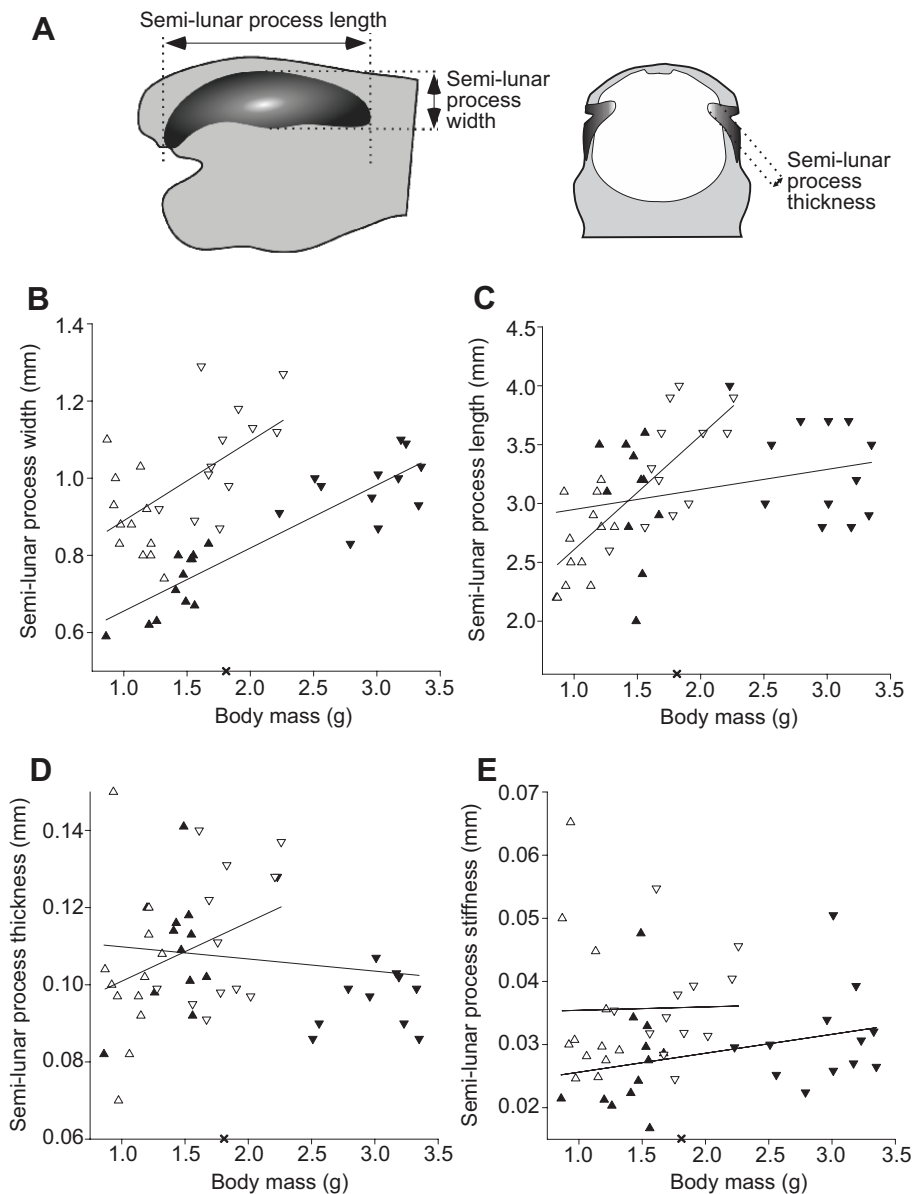 A
Semi-lunar process length
Semi-lunar
process
width
Semi-lunar
process
thickness
B
Semi-lunar process width (mm)
1.4
1.2
1.0
0.8
0.6
1.0 1.5 2.0 2.5 3.0 3.5
Body mass (g)
C
Semi-lunar process length (mm)
4.5
4.0
3.5
3.0
2.5
2.0
1.0 1.5 2.0 2.5 3.0 3.5
Body mass (g)
D
Semi-lunar process thickness (mm)
0.14
0.12
0.10
0.08
0.06
1.0 1.5 2.0 2.5 3.0 3.5
Body mass (g)
E
Semi-lunar process stiffness (mm)
0.07
0.06
0.05
0.04
0.03
0.02
1.0 1.5 2.0 2.5 3.0 3.5
Body mass (g)